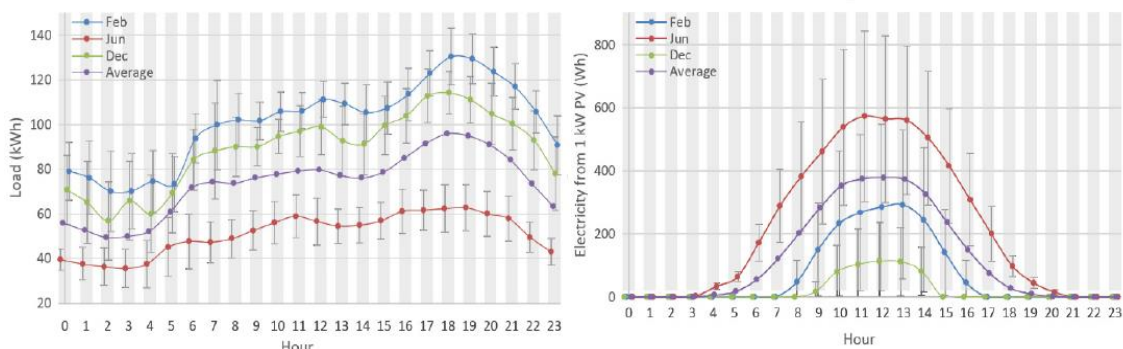 Feb
Jun
Dec
Average
Load (kWh)
140
120
100
80
60
40
20
0 1 2 3 4 5 6 7 8 9 10 11 12 13 14 15 16 17 18 19 20 21 22 23
Hour
Feb
Jun
Dec
Average
Electricity from 1 kW PV (Wh)
800
600
400
200
0
0 1 2 3 4 5 6 7 8 9 10 11 12 13 14 15 16 17 18 19 20 21 22 23
Hour